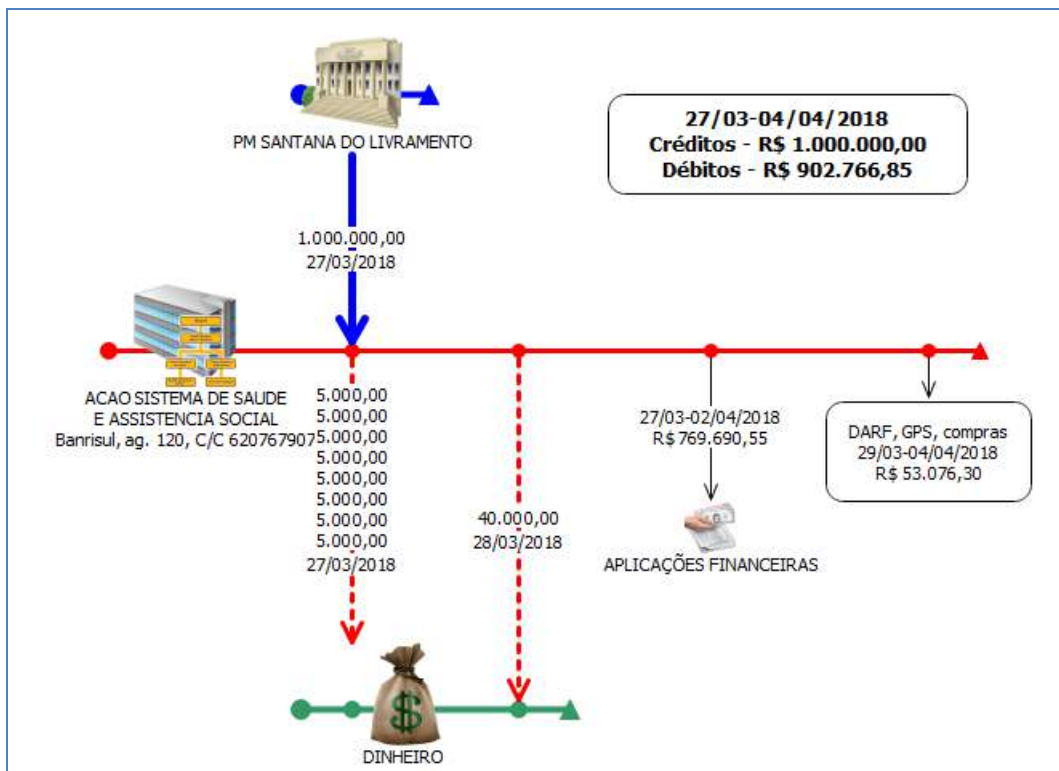 PM SANTANA DO LIVRAMENTO
27/03-04/04/2018
Créditos - R$ 1.000.000,00
Débitos - R$ 902.766,85
1.000.000,00
27/03/2018
ACAO SISTEMA DE SAUDE
E ASSISTENCIA SOCIAL
Banrisul, ag. 120, C/C 620767907
5.000,00
5.000,00
5.000,00
5.000,00
5.000,00
5.000,00
5.000,00
5.000,00
27/03/2018
40.000,00
28/03/2018
27/03-02/04/2018
R$ 769.690,55
APLICAÇÕES FINANCEIRAS
DARF, GPS, compras
29/03-04/04/2018
R$ 53.076,30
DINHEIRO